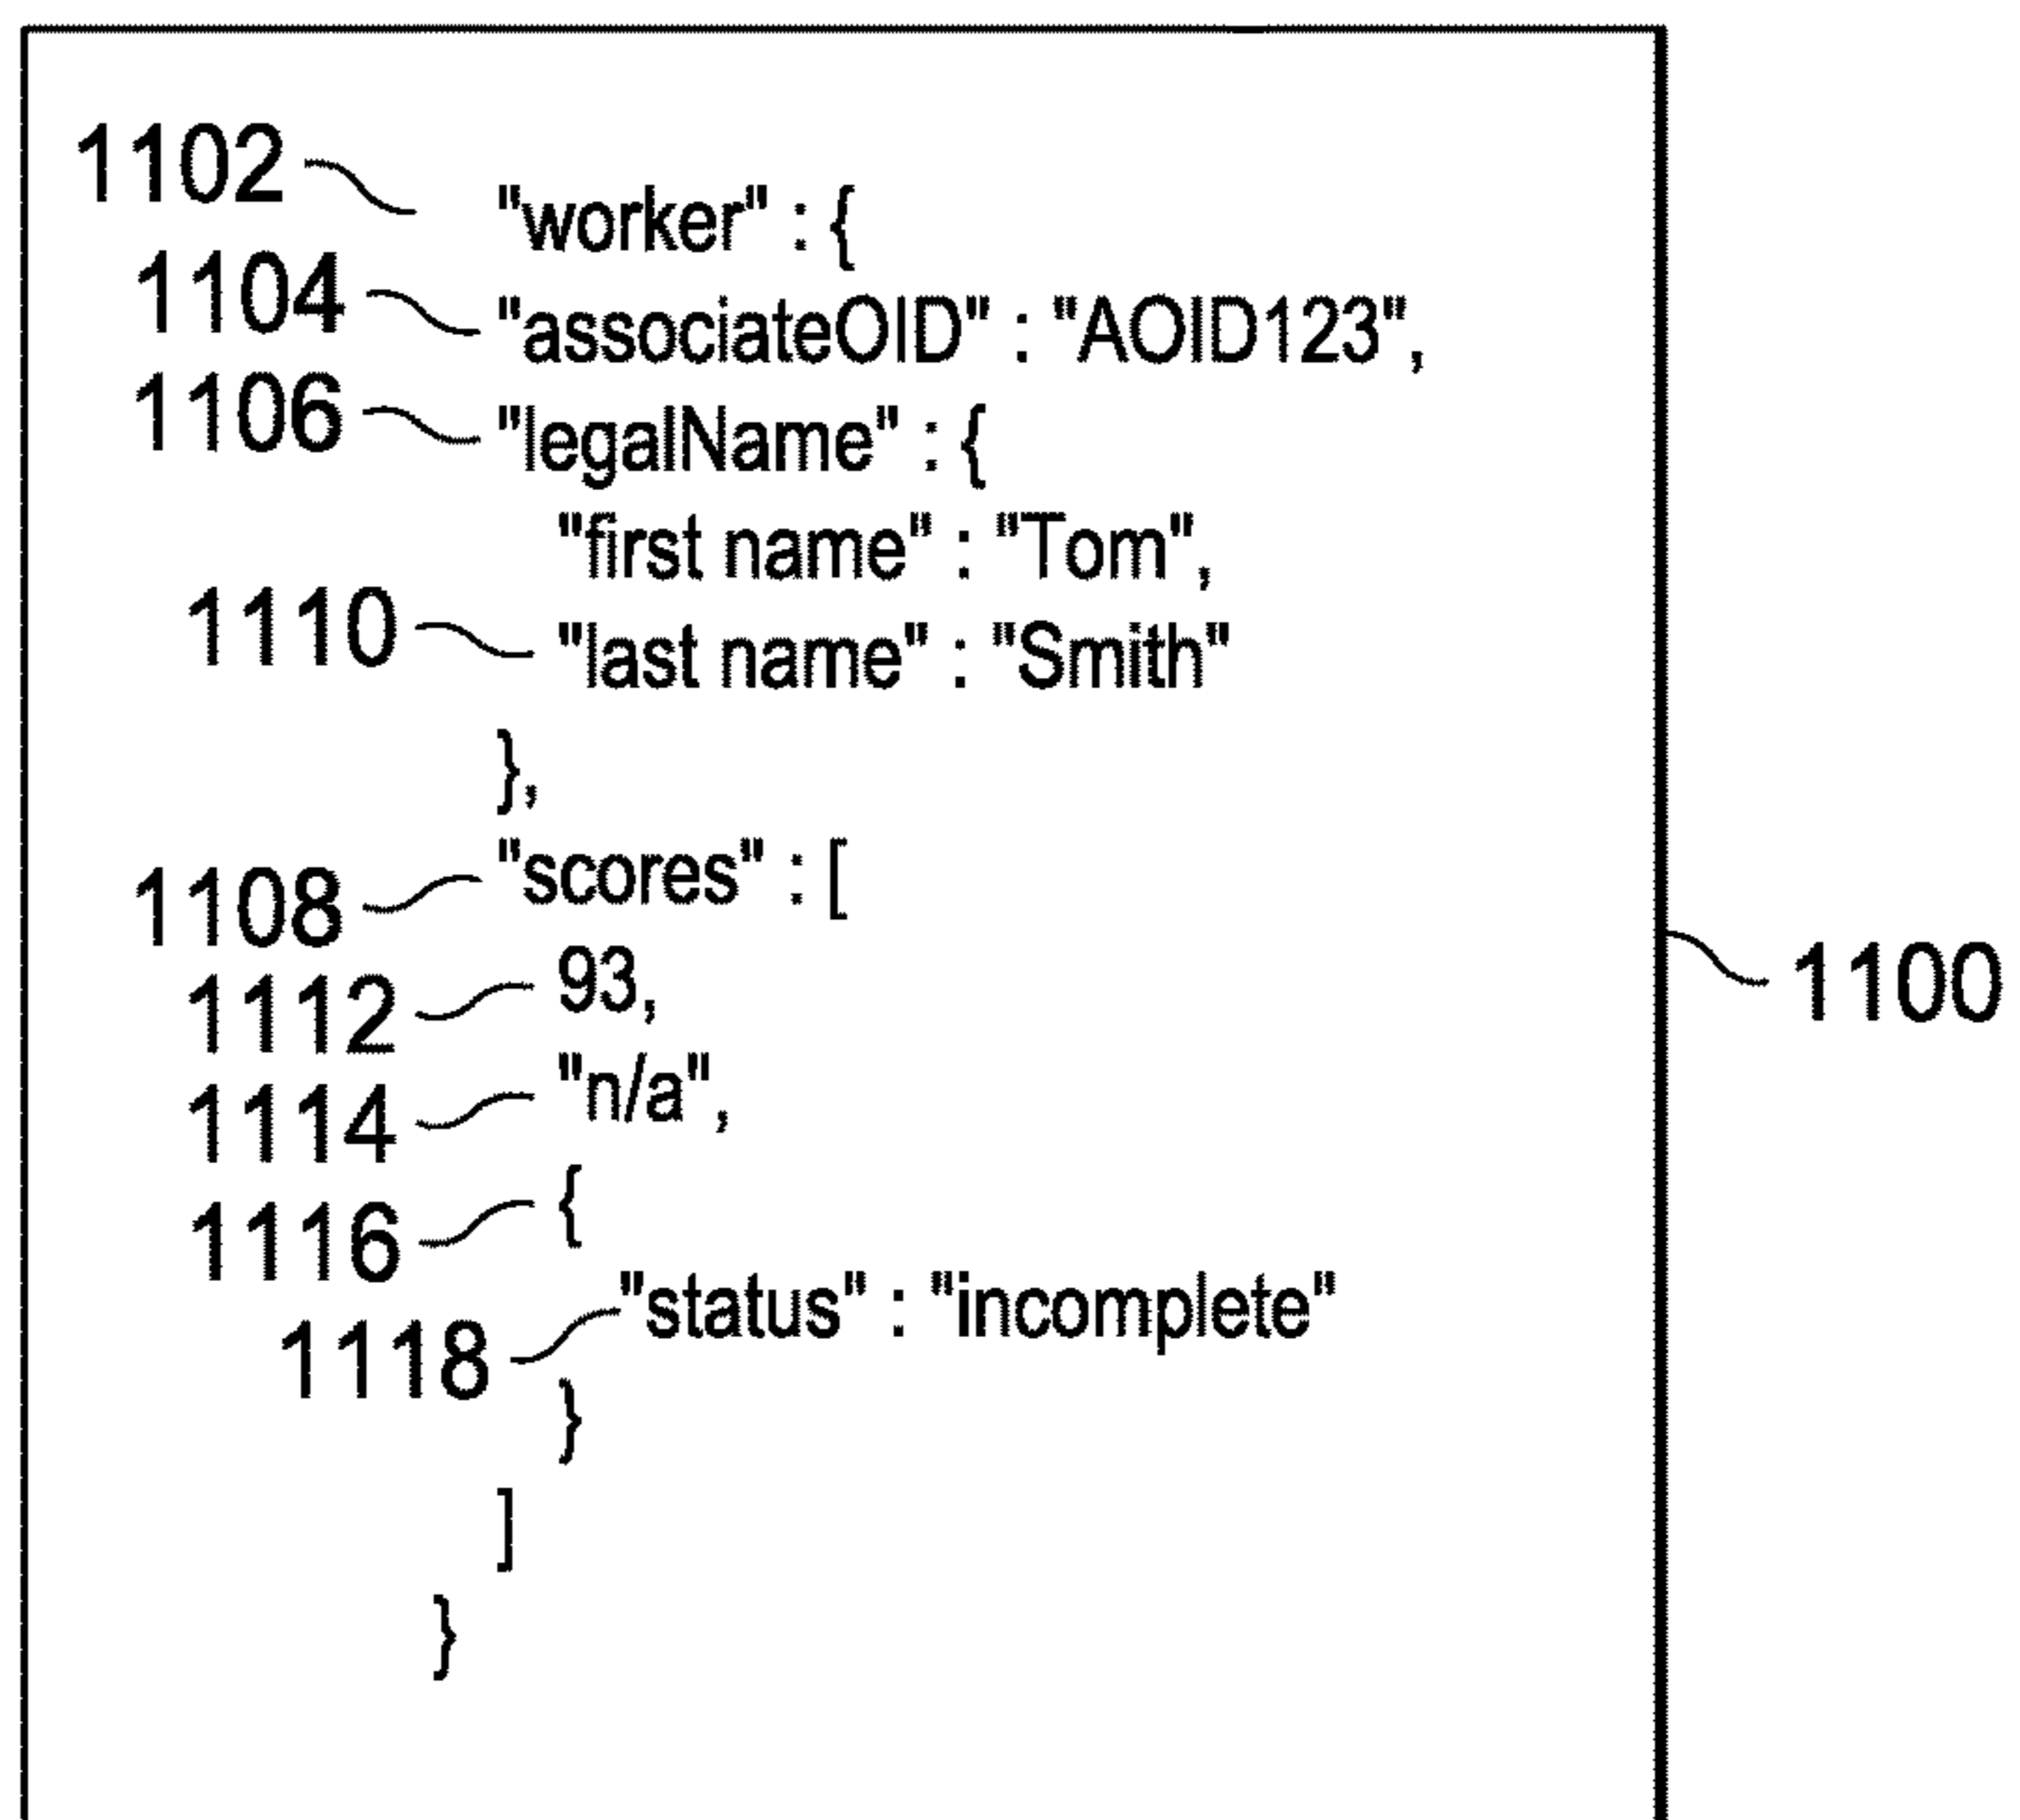 1102 "worker" : {
1104 "associateOID" : "AOID123",
1106 "legalName" : {
"first name" : "Tom",
1110 "last name" : "Smith"
},
1108 "scores" : [
1112 93,
1100
1114 "n/a",
1116 {
1118 "status" : "incomplete"
}
]
}